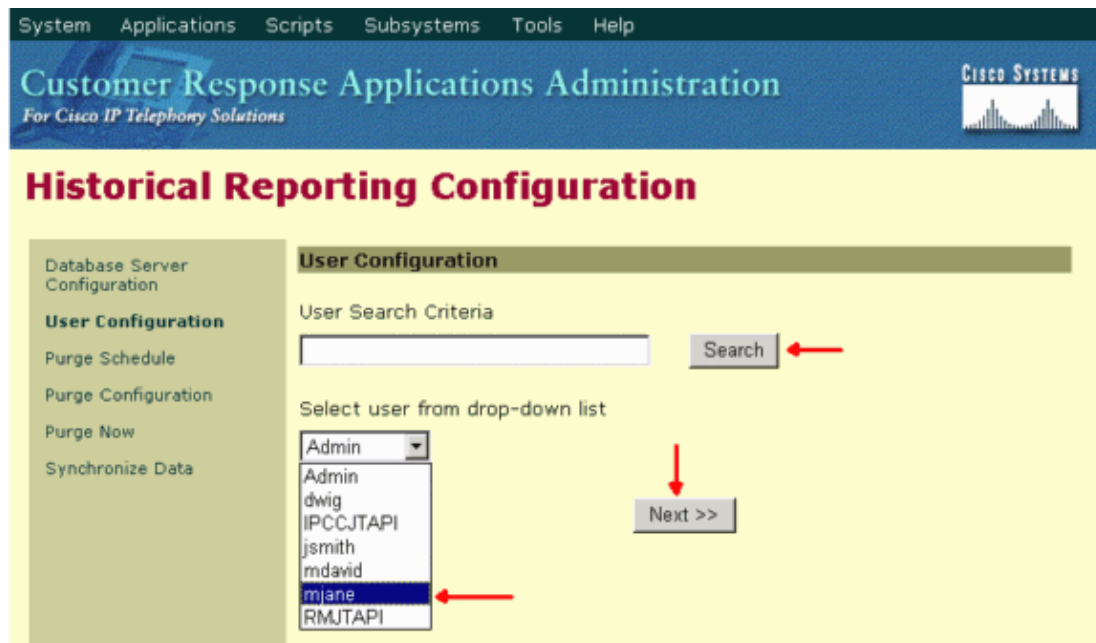 System Applications Scripts Subsystems Tools Help
Customer Response Applications Administration
For Cisco IP Telephony Solutions
CISCO SYSTEMS
Historical Reporting Configuration
Database Server
Configuration
User Configuration
Purge Schedule
Purge Configuration
Purge Now
Synchronize Data
User Configuration
User Search Criteria
Search
Select user from drop-down list
Admin
Admin
dwig
IPCCJTAPI
jsmith
mdavid
mjane
RMJTAPI
Next >>